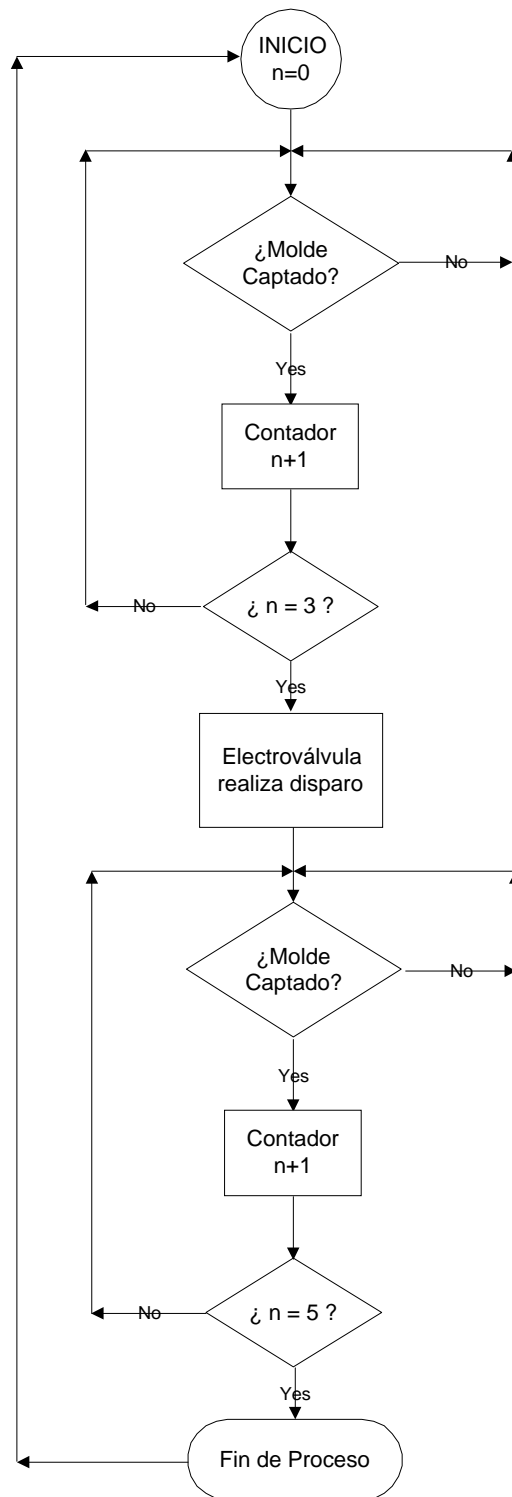 INICIO
n=0
¿Molde
Captado?
No
Yes
Contador
n+1
¿ n = 3 ?
No
Yes
Electroválvula
realiza disparo
¿Molde
Captado?
No
Yes
Contador
n+1
¿ n = 5 ?
No
Yes
Fin de Proceso